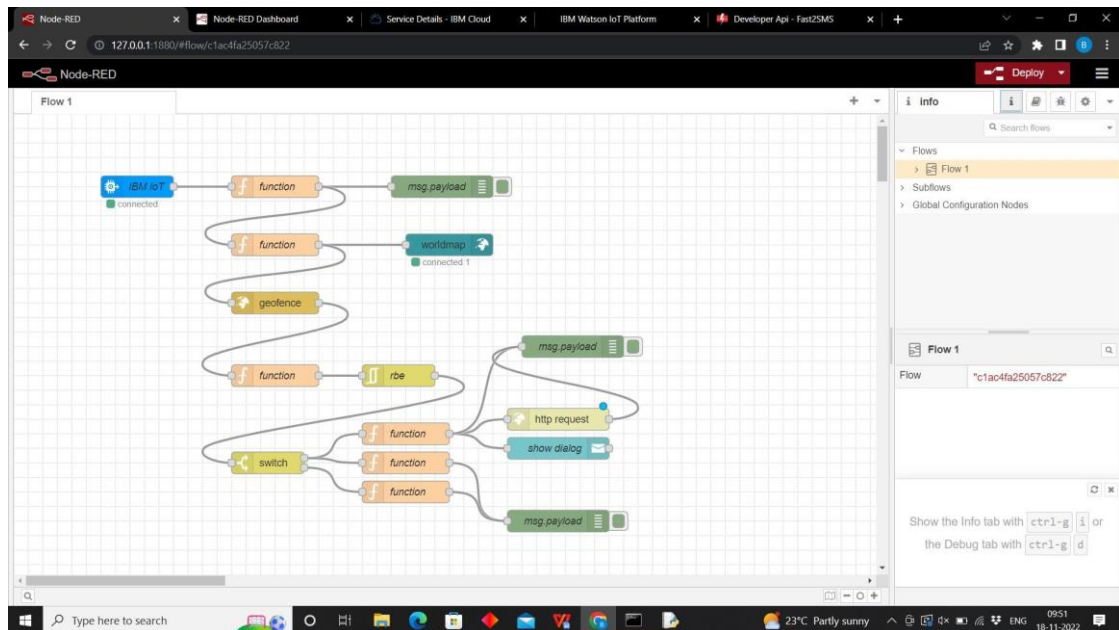 Node-RED
Node-RED Dashboard
Service Details - IBM Cloud
IBM Watson IoT Platform
Developer Api - Fast2SMS
127.0.0.1:1880/#flow/c1ac4fa25057c822
B
Node-RED
Deploy
Flow 1
i info
i
Search flows
Flows
Flow 1
Subflows
Global Configuration Nodes
IBM IoT
connected
f function
msg.payload
f function
worldmap
connected 1
geofence
f function
rbe
msg.payload
http request
show dialog
switch
f function
f function
f function
msg.payload
Flow 1
Flow
"c1ac4fa25057c822"
Show the Info tab with ctrl-g i or
the Debug tab with ctrl-g d
Type here to search
23°C Partly sunny
ENG
09:51
18-11-2022